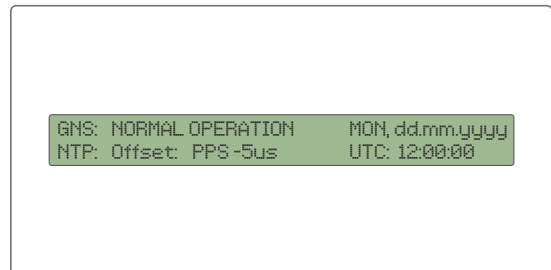 GNS: NORMAL OPERATION MON, dd.mm.yyyy
NTP: Offset: PPS -5us UTC: 12:00:00